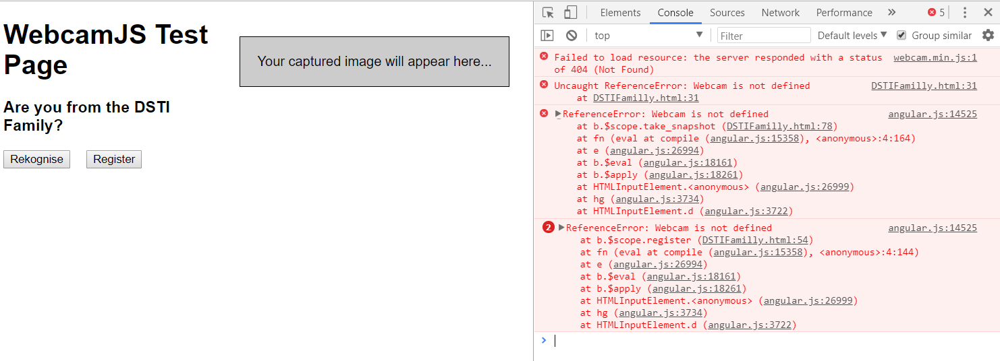 WebcamJS Test
Page
Your captured image will appear here...
Are you from the DSTI
Family?
Rekognise Register
Elements Console Sources Network Performance » 5
top Filter Default levels Group similar
Failed to load resource: the server responded with a status webcam.min.js:1
of 404 (Not Found)
Uncaught ReferenceError: Webcam is not defined DSTIFamilly.html:31
at DSTIFamilly.html:31
ReferenceError: Webcam is not defined angular.js:14525
at b.$scope.take_snapshot (DSTIFamilly.html:78)
at fn (eval at compile (angular.js:15358), <anonymous>:4:164)
at e (angular.js:26994)
at b.$eval (angular.js:18161)
at b.$apply (angular.js:18261)
at HTMLInputElement.<anonymous> (angular.js:26999)
at hg (angular.js:3734)
at HTMLInputElement.d (angular.js:3722)
2 ReferenceError: Webcam is not defined angular.js:14525
at b.$scope.register (DSTIFamilly.html:54)
at fn (eval at compile (angular.js:15358), <anonymous>:4:144)
at e (angular.js:26994)
at b.$eval (angular.js:18161)
at b.$apply (angular.js:18261)
at HTMLInputElement.<anonymous> (angular.js:26999)
at hg (angular.js:3734)
at HTMLInputElement.d (angular.js:3722)